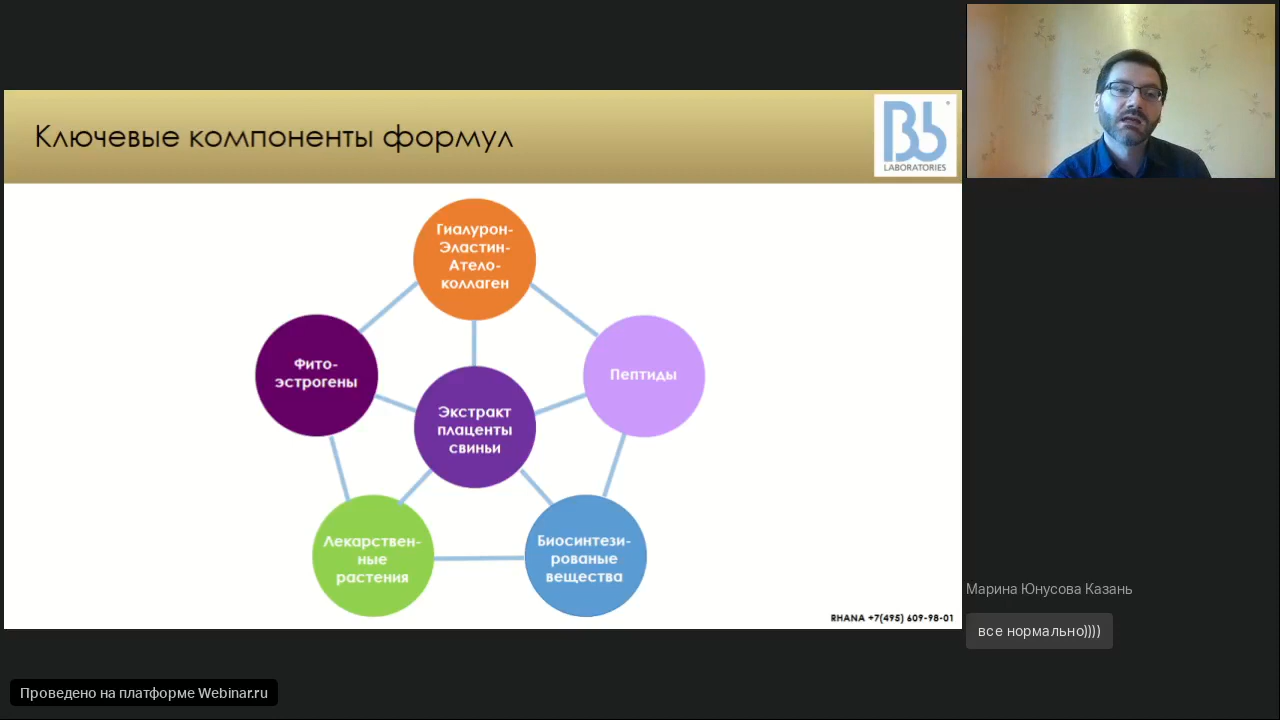 Ключевые компоненты формул
Bb
LABORATORIES
Гиалурон-
Эластин-
Ателo-
коллаген
Фито-
эстрогены
Пептиды
Экстракт
плаценты
свиньи
Лекарствен-
ные
растения
Биосинтези-
рованые
вещества
RHANA +7(495) 609-98-01
Марина Юнусова Казань
все нормально))))
Проведено на платформе Webinar.ru